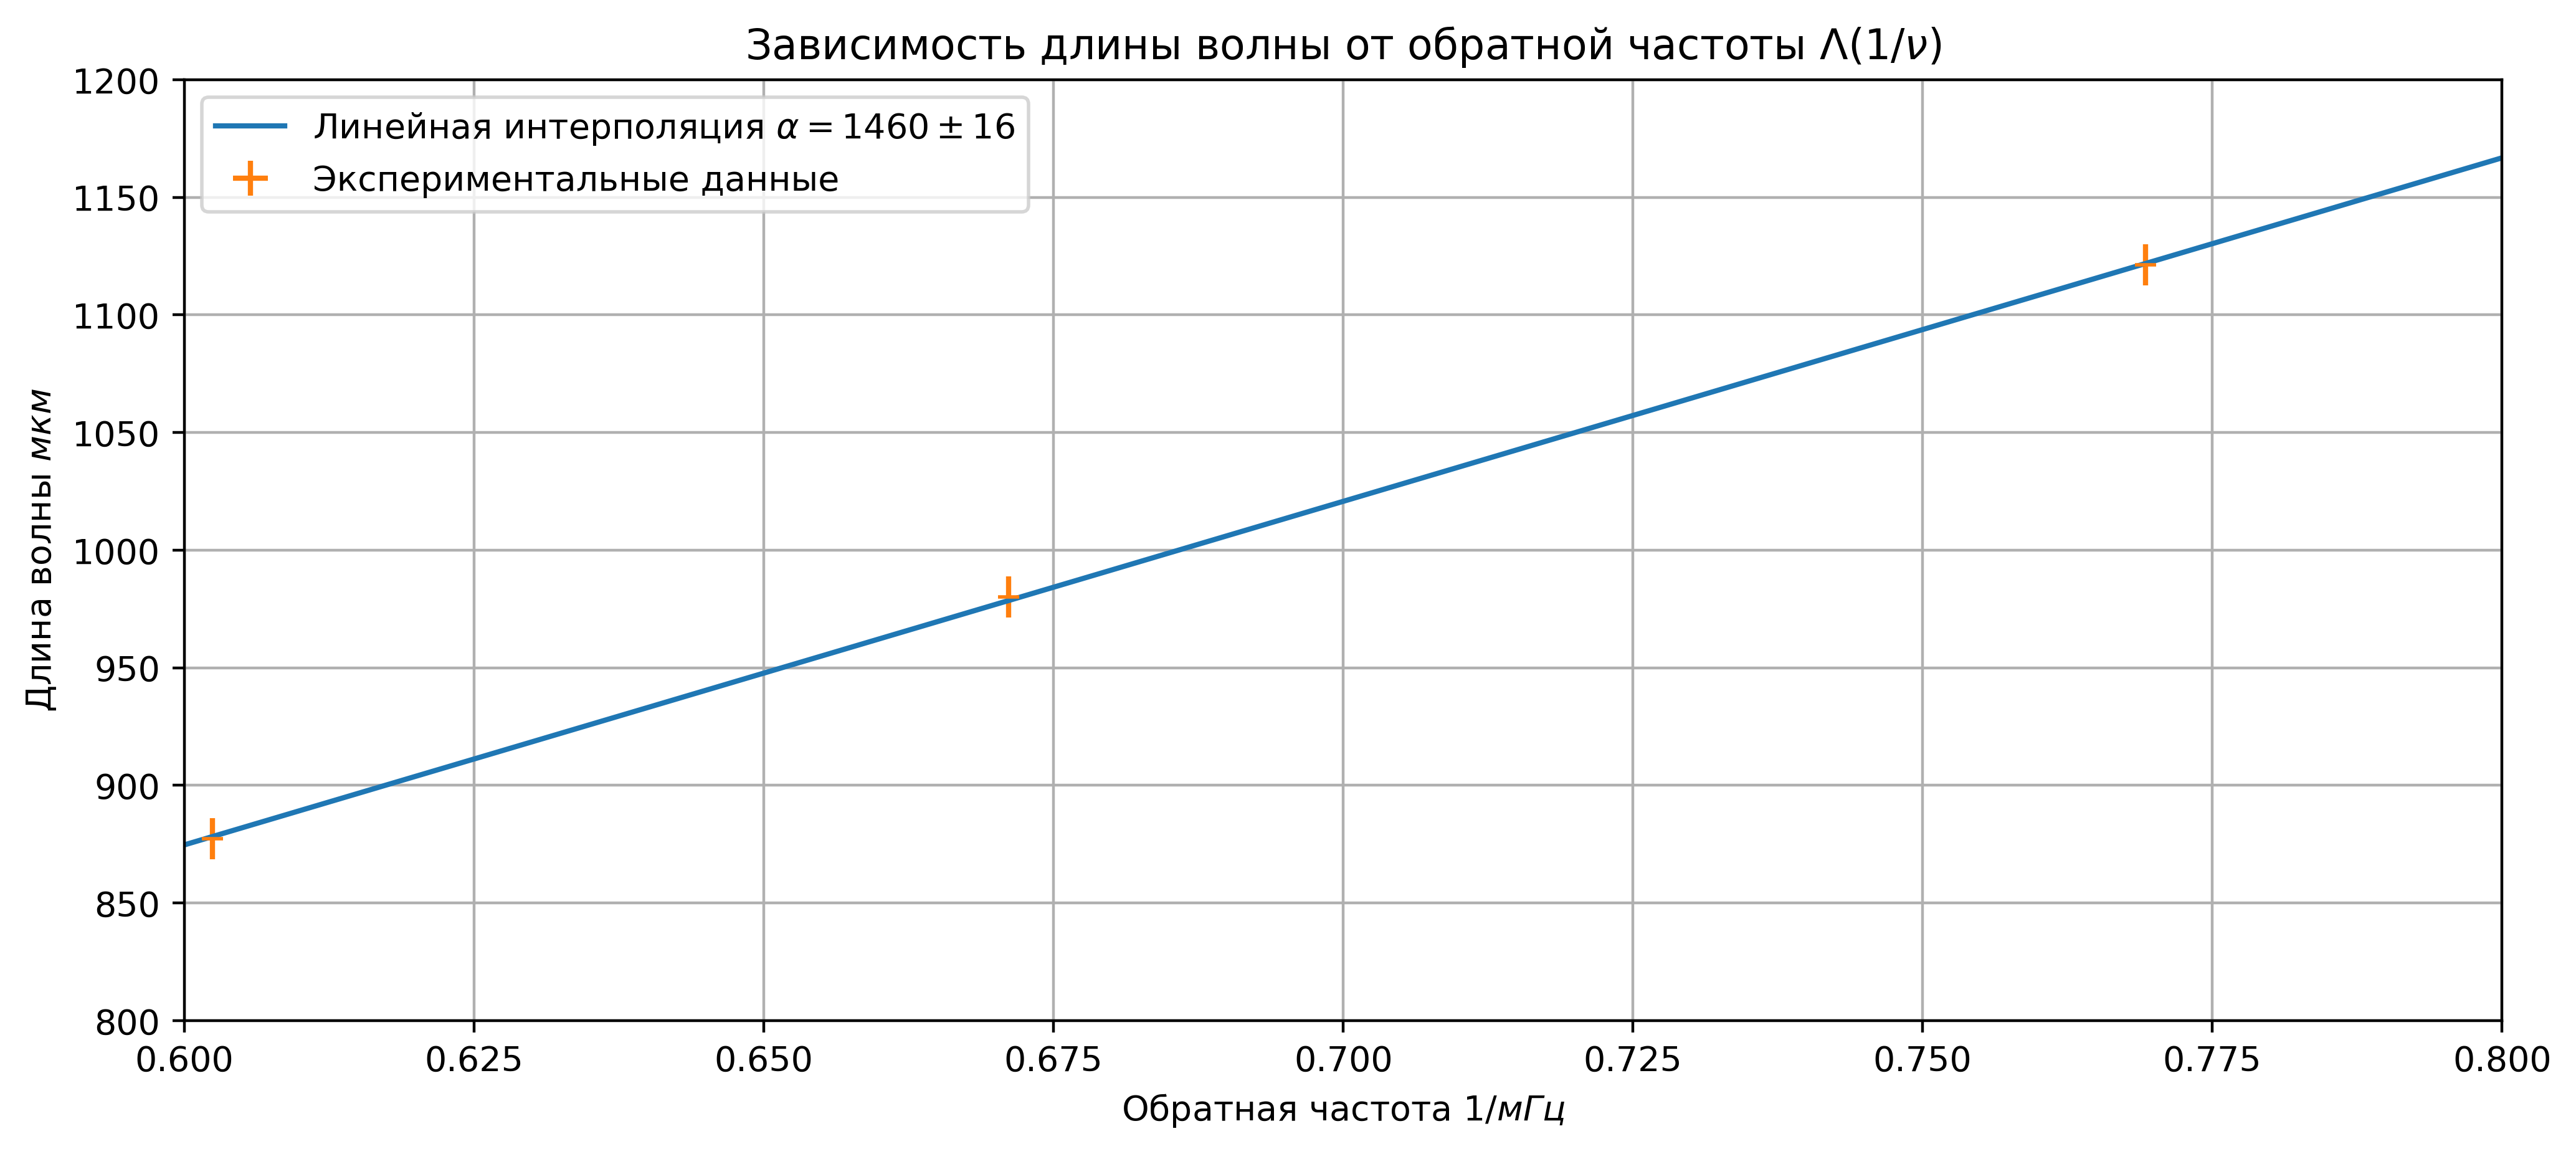 Зависимость длины волны от обратной частоты Λ(1/ν)
1200
1150
1100
1050
1000
950
900
850
800
Длина волны мкм
Линейная интерполяция α = 1460 ± 16
Экспериментальные данные
0.600 0.625 0.650 0.675 0.700 0.725 0.750 0.775 0.800
Обратная частота 1/мГц